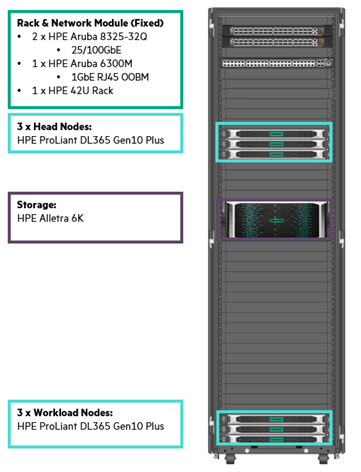 Rack & Network Module (Fixed)
• 2 x HPE Aruba 8325-32Q
• 25/100GbE
• 1 x HPE Aruba 6300M
• 1GbE RJ45 OOBM
• 1 x HPE 42U Rack
3 x Head Nodes:
HPE ProLiant DL365 Gen10 Plus
Storage:
HPE Alletra 6K
3 x Workload Nodes:
HPE ProLiant DL365 Gen10 Plus